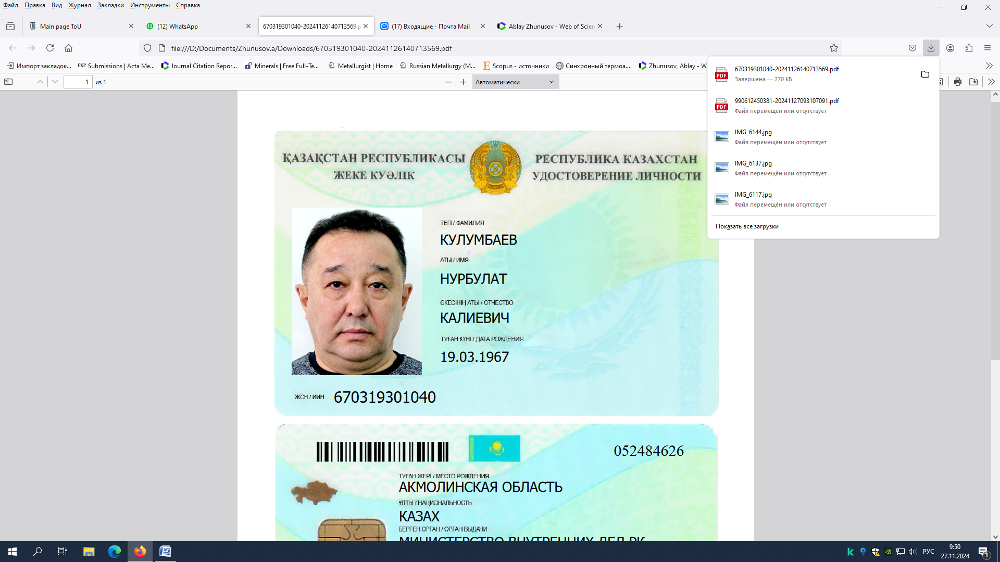 Файл Правка Вид Журнал Закладки Инструменты Справка
Main page ToU
(12) WhatsApp
670319301040-20241126140713569.p
(17) Входящие - Почта Mail
Ablay Zhunusov - Web of Scien
file:///D:/Documents/Zhunusov.a/Downloads/670319301040-20241126140713569.pdf
Импорт закладок...
PKP Submissions | Acta Me...
Journal Citation Repor...
Minerals | Free Full-Te...
Metallurgist | Home
Russian Metallurgy (M...
Scopus - источники
Синхронный термоа...
Zhunusov, Ablay - W
1 из 1
Автоматически
670319301040-20241126140713569.pdf
Завершена — 270 КБ
990612450381-20241127093107091.pdf
Файл перемещён или отсутствует
IMG_6144.jpg
Файл перемещён или отсутствует
IMG_6137.jpg
Файл перемещён или отсутствует
IMG_6117.jpg
Файл перемещён или отсутствует
Показать все загрузки
ҚАЗАҚСТАН РЕСПУБЛИКАСЫ
ЖЕКЕ КУӘЛІК
РЕСПУБЛИКА КАЗАХСТАН
УДОСТОВЕРЕНИЕ ЛИЧНОСТИ
ТЕГІ / ФАМИЛИЯ
КУЛУМБАЕВ
АТЫ / ИМЯ
НУРБУЛАТ
ӘКЕСІНІҢ АТЫ / ОТЧЕСТВО
КАЛИЕВИЧ
ТУҒАН КҮНІ / ДАТА РОЖДЕНИЯ
19.03.1967
ЖСН / ИИН 670319301040
052484626
ТУҒАН ЖЕРІ / МЕСТО РОЖДЕНИЯ
АКМОЛИНСКАЯ ОБЛАСТЬ
ҰЛТЫ / НАЦИОНАЛЬНОСТЬ
КАЗАХ
БЕРГЕН ОРГАН / ОРГАН ВЫДАЧИ
МИНИСТЕРСТВО ВНУТРЕННИХ ДЕЛ РК
РУС
9:50
27.11.2024
1